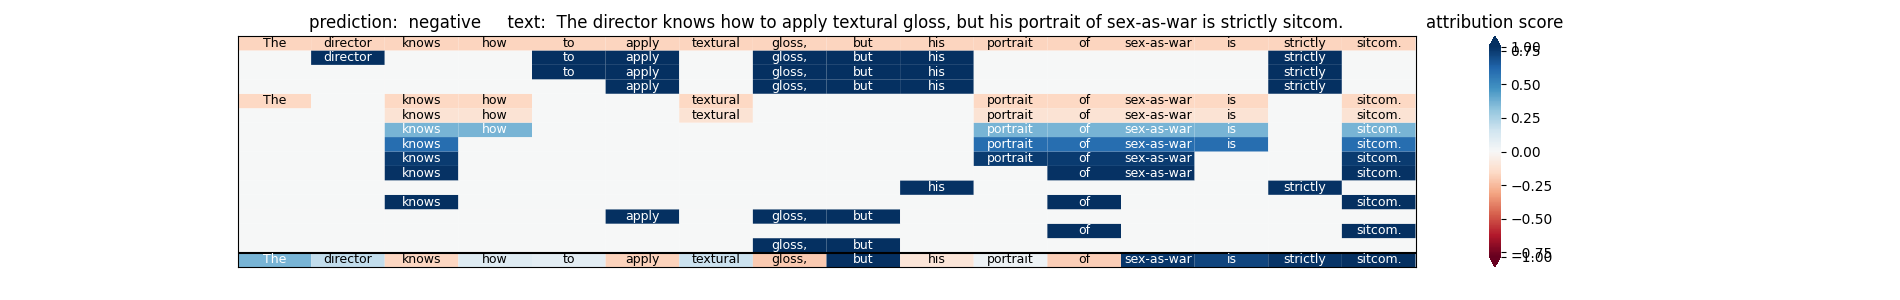 prediction:  negative     text:  The director knows how to apply textural gloss, but his portrait of sex-as-war is strictly sitcom.
attribution score
The director knows how to apply textural gloss, but his portrait of sex-as-war is strictly sitcom.
director to apply gloss, but his strictly
to apply gloss, but his strictly
apply gloss, but his strictly
The knows how textural portrait of sex-as-war is sitcom.
knows how textural portrait of sex-as-war is sitcom.
knows how portrait of sex-as-war is sitcom.
knows portrait of sex-as-war is sitcom.
knows portrait of sex-as-war sitcom.
knows of sex-as-war sitcom.
his strictly
knows of sitcom.
apply gloss, but
of sitcom.
gloss, but
The director knows how to apply textural gloss, but his portrait of sex-as-war is strictly sitcom.
1.00
0.75
0.50
0.25
0.00
−0.25
−0.50
−0.75
−1.00